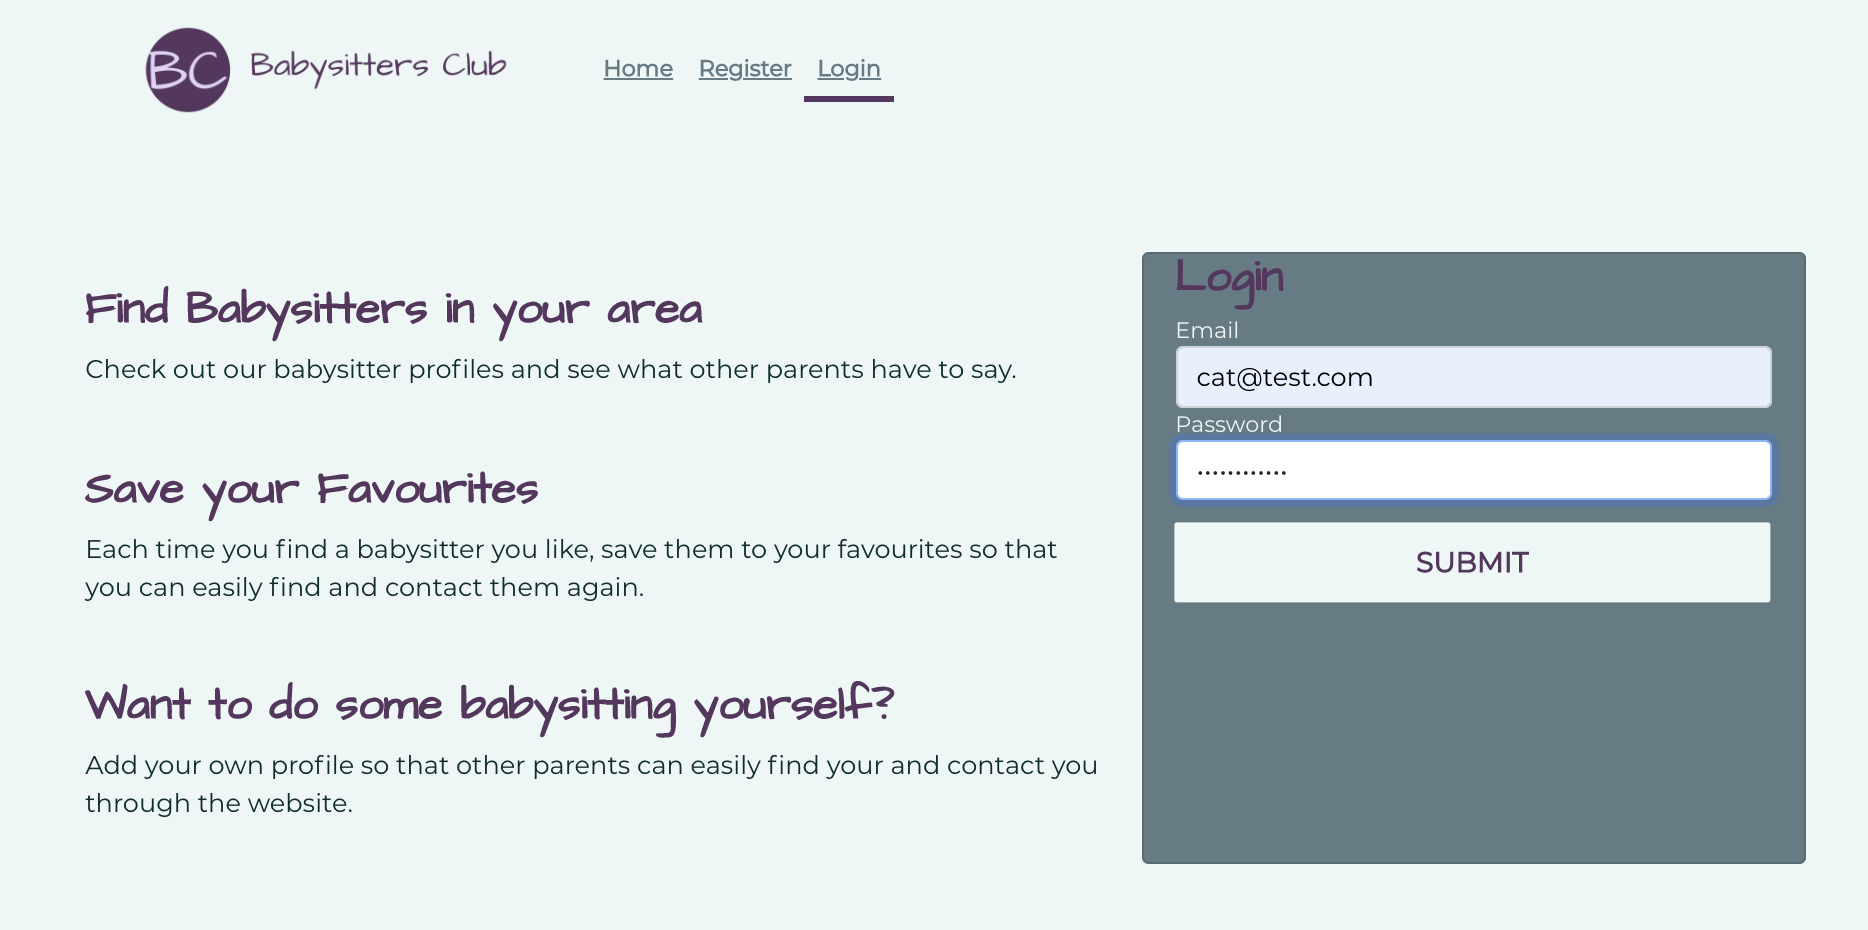 BC Babysitters Club Home Register Login
Find Babysitters in your area
Check out our babysitter profiles and see what other parents have to say.
Save your Favourites
Each time you find a babysitter you like, save them to your favourites so that
you can easily find and contact them again.
Want to do some babysitting yourself?
Add your own profile so that other parents can easily find your and contact you
through the website.
Login
Email
cat@test.com
Password
............
SUBMIT